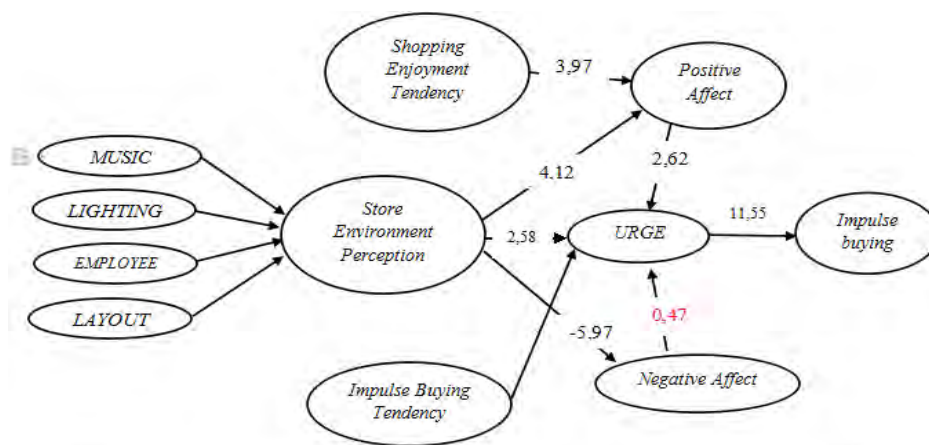 Shopping
Enjoyment
Tendency
3,97
Positive
Affect
MUSIC
LIGHTING
EMPLOYEE
LAYOUT
Store
Environment
Perception
4,12
2,62
2,58
URGE
11,55
Impulse
buying
-5,97
0,47
Impulse Buying
Tendency
Negative Affect